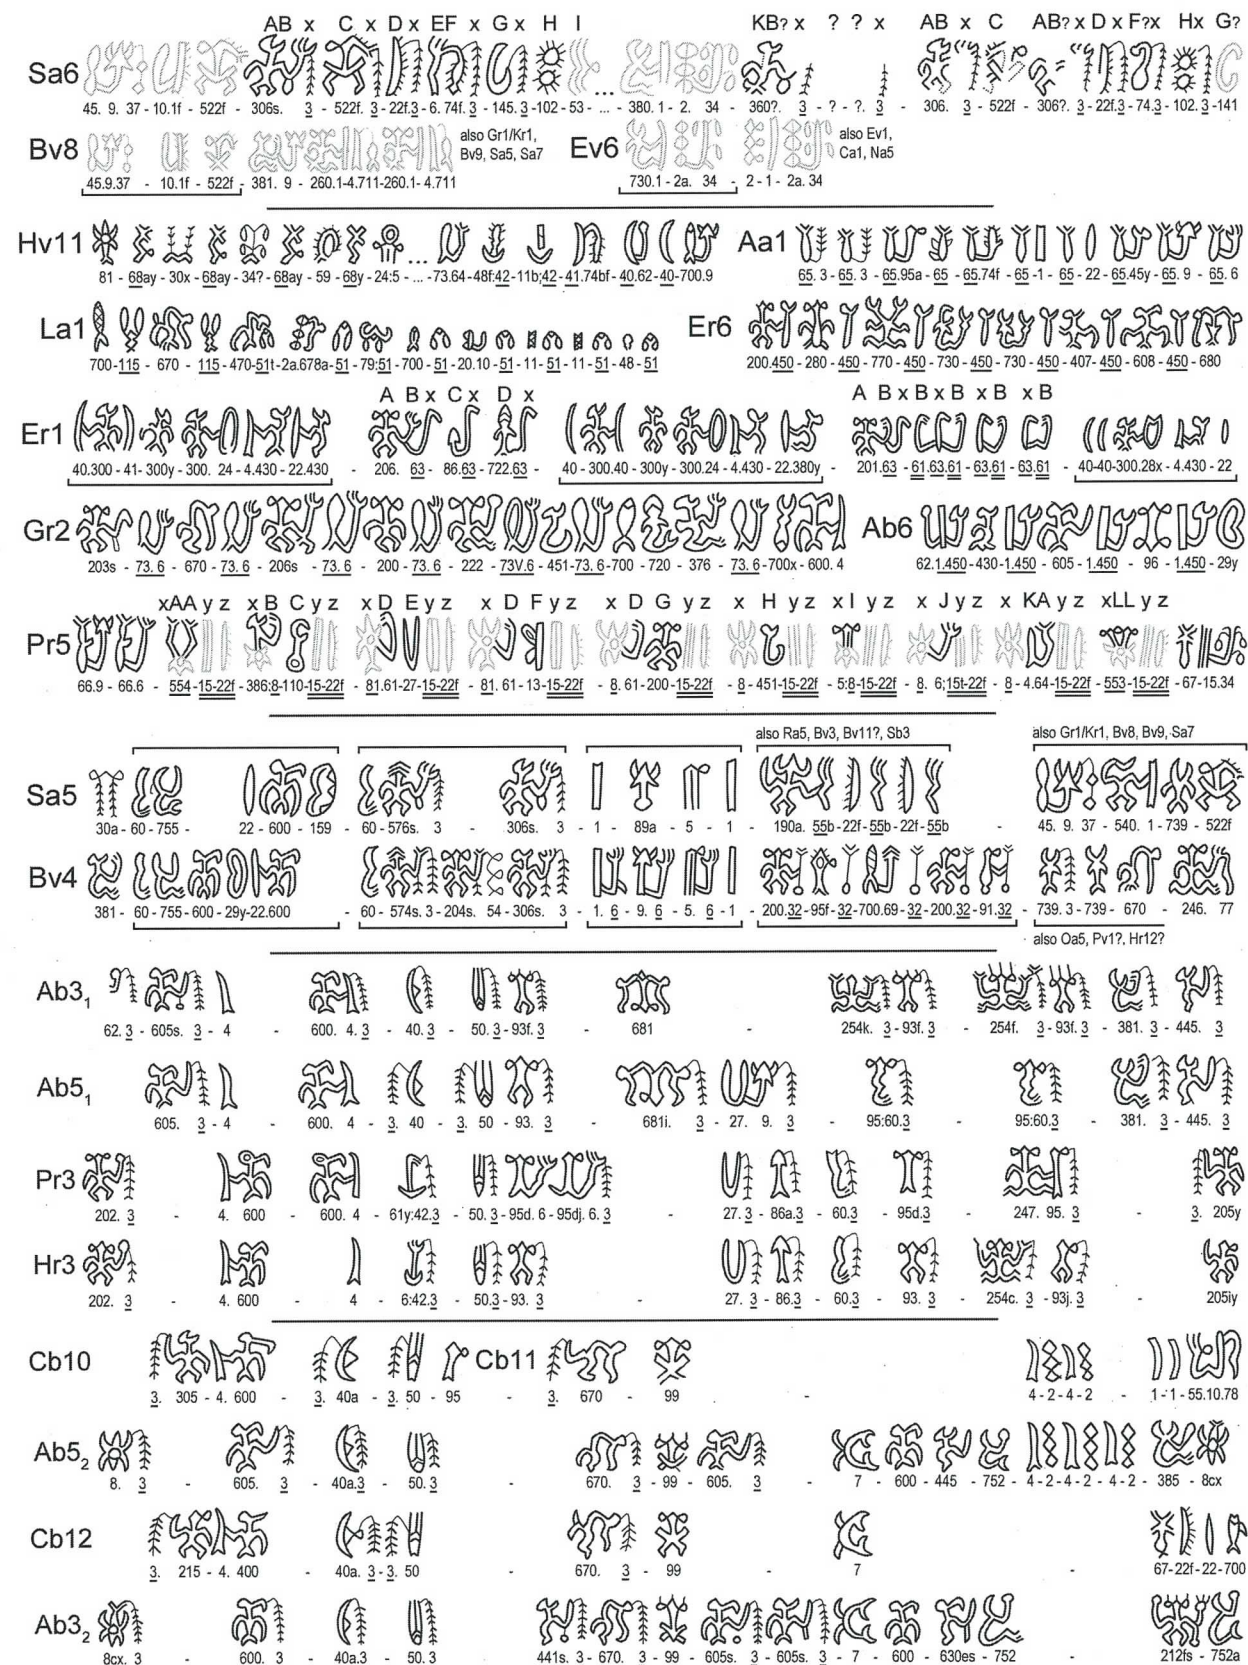 AB x C x D x EF x G x H I KB? x ? ? x AB x C AB? x D x F?x Hx G?
Sa6
45. 9. 37 - 10.1f - 522f - 306s. 3 - 522f. 3 - 22f.3 - 6. 74f. 3 - 145. 3 -102 - 53 - ... - 380. 1 - 2. 34 - 360?. 3 - ? - ?. 3 - 306. 3 - 522f - 306?. 3 - 22f.3 - 74.3 - 102. 3 -141
Bv8 also Gr1/Kr1, Bv9, Sa5, Sa7 Ev6 also Ev1, Ca1, Na5
45.9.37 - 10.1f - 522f - 381. 9 - 260.1-4.711-260.1- 4.711 730.1 - 2a. 34 - 2 - 1 - 2a. 34
Hv11 ... Aa1
81 - 68ay - 30x - 68ay - 34? - 68ay - 59 - 68y - 24:5 - ... -73.64-48f:42 - 11b;42 - 41.74bf - 40.62 - 40-700.9 65. 3 - 65. 3 - 65.95a - 65 - 65.74f - 65 -1 - 65 - 22 - 65.45y - 65. 9 - 65. 6
La1 Er6
700-115 - 670 - 115 - 470-51t - 2a.678a - 51 - 79:51 - 700 - 51 - 20.10 - 51 - 11 - 51 - 11 - 51 - 48 - 51 200.450 - 280 - 450 - 770 - 450 - 730 - 450 - 730 - 450 - 407- 450 - 608 - 450 - 680
A B x C x D x A B x B x B x B x B
Er1
40.300 - 41- 300y - 300. 24 - 4.430 - 22.430 - 206. 63 - 86.63 - 722.63 - 40 - 300.40 - 300y - 300.24 - 4.430 - 22.380y - 201.63 - 61.63.61 - 63.61 - 63.61 - 40-40-300.28x - 4.430 - 22
Gr2 Ab6
203s - 73. 6 - 670 - 73. 6 - 206s - 73. 6 - 200 - 73. 6 - 222 - 73V.6 - 451-73. 6-700 - 720 - 376 - 73. 6 -700x - 600. 4 62.1.450 -430 -1.450 - 605 - 1.450 - 96 - 1.450 - 29y
xAA y z x B C y z x D E y z x D F y z x D G y z x H y z x I y z x J y z x KA y z xLL y z
Pr5
66.9 - 66.6 - 554 -15-22f -386:8-110-15-22f - 81.61-27-15-22f - 81. 61 - 13-15-22f - 8. 61-200 -15-22f - 8 - 451-15-22f - 5:8-15-22f - 8. 6;15t-22f - 8 - 4.64 -15-22f - 553 -15-22f - 67-15.34
also Ra5, Bv3, Bv11?, Sb3 also Gr1/Kr1, Bv8, Bv9, Sa7
Sa5
30a - 60 - 755 - 22 - 600 - 159 - 60 - 576s. 3 - 306s. 3 - 1 - 89a - 5 - 1 - 190a. 55b - 22f - 55b - 22f - 55b - 45. 9. 37 - 540. 1 - 739 - 522f
Bv4
381 - 60 - 755 - 600 - 29y-22.600 - 60 - 574s. 3 - 204s. 54 - 306s. 3 - 1. 6 - 9. 6 - 5. 6 - 1 - 200.32 - 95f - 32 - 700.69 - 32 - 200.32 - 91.32 - 739. 3 - 739 - 670 - 246. 77
also Oa5, Pv1?, Hr12?
Ab3₁
62. 3 - 605s. 3 - 4 - 600. 4. 3 - 40. 3 - 50. 3 - 93f. 3 - 681 - 254k. 3 - 93f. 3 - 254f. 3 - 93f. 3 - 381. 3 - 445. 3
Ab5₁
605. 3 - 4 - 600. 4 - 3. 40 - 3. 50 - 93. 3 - 681i. 3 - 27. 9. 3 - 95:60.3 - 95:60.3 - 381. 3 - 445. 3
Pr3
202. 3 - 4. 600 - 600. 4 - 61y:42.3 - 50. 3 - 95d. 6 - 95dj. 6. 3 - 27. 3 - 86a.3 - 60.3 - 95d.3 - 247. 95. 3 - 3. 205y
Hr3
202. 3 - 4. 600 - 4 - 6:42.3 - 50.3 - 93. 3 - 27. 3 - 86.3 - 60.3 - 93. 3 - 254c. 3 - 93j. 3 - 205iy
Cb10 Cb11
3. 305 - 4. 600 - 3. 40a - 3. 50 - 95 - 3. 670 - 99 - 4 - 2 - 4 - 2 - 1 - 1 - 55.10.78
Ab5₂
8. 3 - 605. 3 - 40a.3 - 50. 3 - 670. 3 - 99 - 605. 3 - 7 - 600 - 445 - 752 - 4 - 2 - 4 - 2 - 4 - 2 - 385 - 8cx
Cb12
3. 215 - 4. 400 - 40a. 3 - 3. 50 - 670. 3 - 99 - 7 - 67-22f-22-700
Ab3₂
8cx. 3 - 600. 3 - 40a.3 - 50. 3 - 441s. 3 - 670. 3 - 99 - 605s. 3 - 605s. 3 - 7 - 600 - 630es - 752 - 212fs - 752a